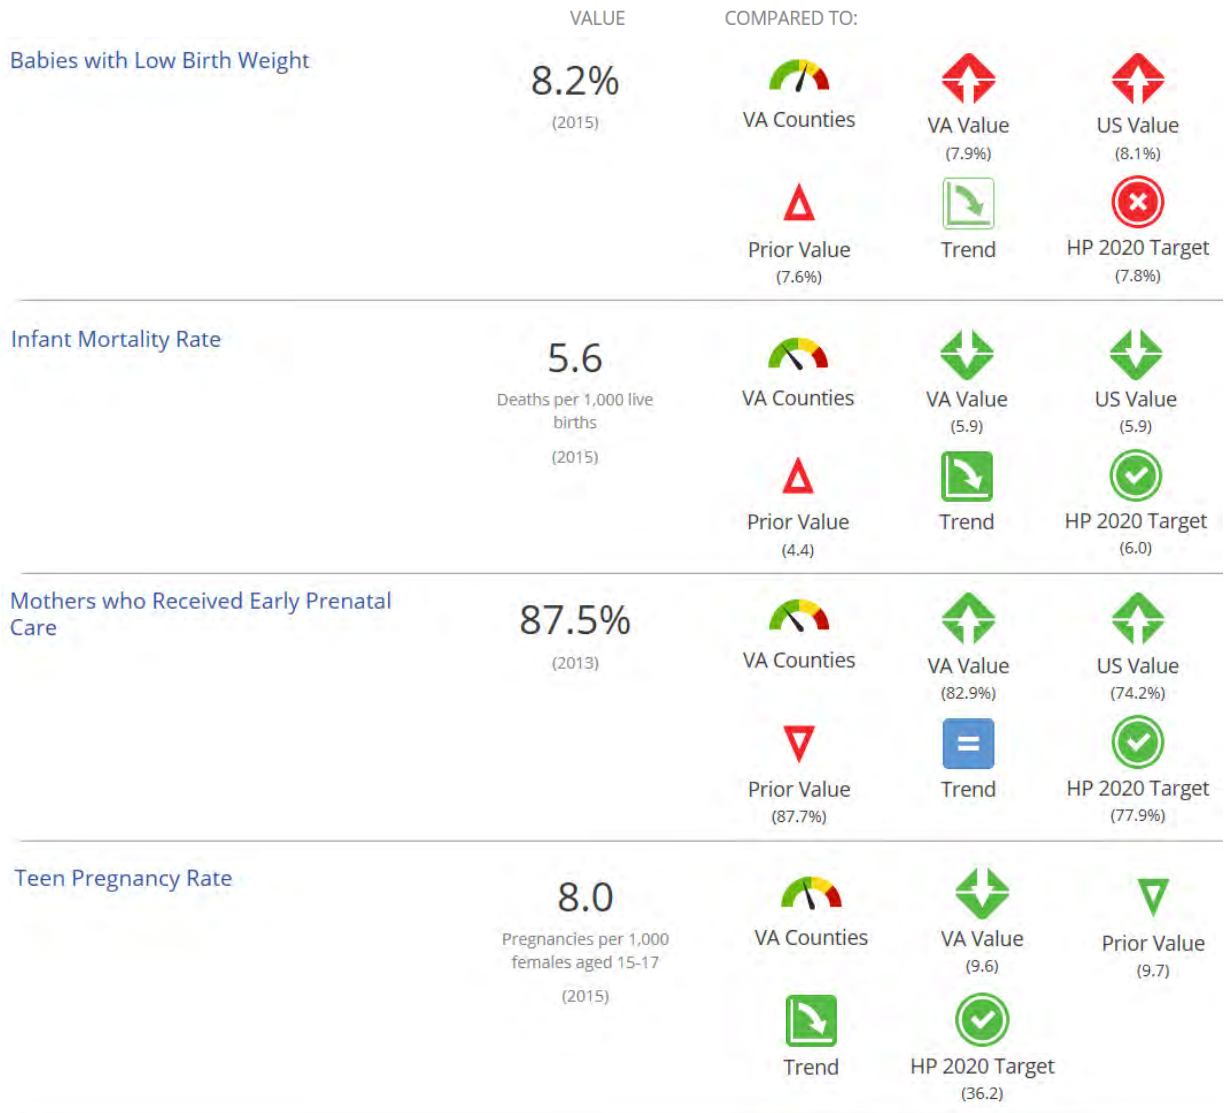 VALUE COMPARED TO:
Babies with Low Birth Weight
8.2%
(2015)
VA Counties
VA Value
(7.9%)
US Value
(8.1%)
Prior Value
(7.6%)
Trend
HP 2020 Target
(7.8%)
Infant Mortality Rate
5.6
Deaths per 1,000 live
births
(2015)
VA Counties
VA Value
(5.9)
US Value
(5.9)
Prior Value
(4.4)
Trend
HP 2020 Target
(6.0)
Mothers who Received Early Prenatal
Care
87.5%
(2013)
VA Counties
VA Value
(82.9%)
US Value
(74.2%)
Prior Value
(87.7%)
Trend
HP 2020 Target
(77.9%)
Teen Pregnancy Rate
8.0
Pregnancies per 1,000
females aged 15-17
(2015)
VA Counties
VA Value
(9.6)
Prior Value
(9.7)
Trend
HP 2020 Target
(36.2)